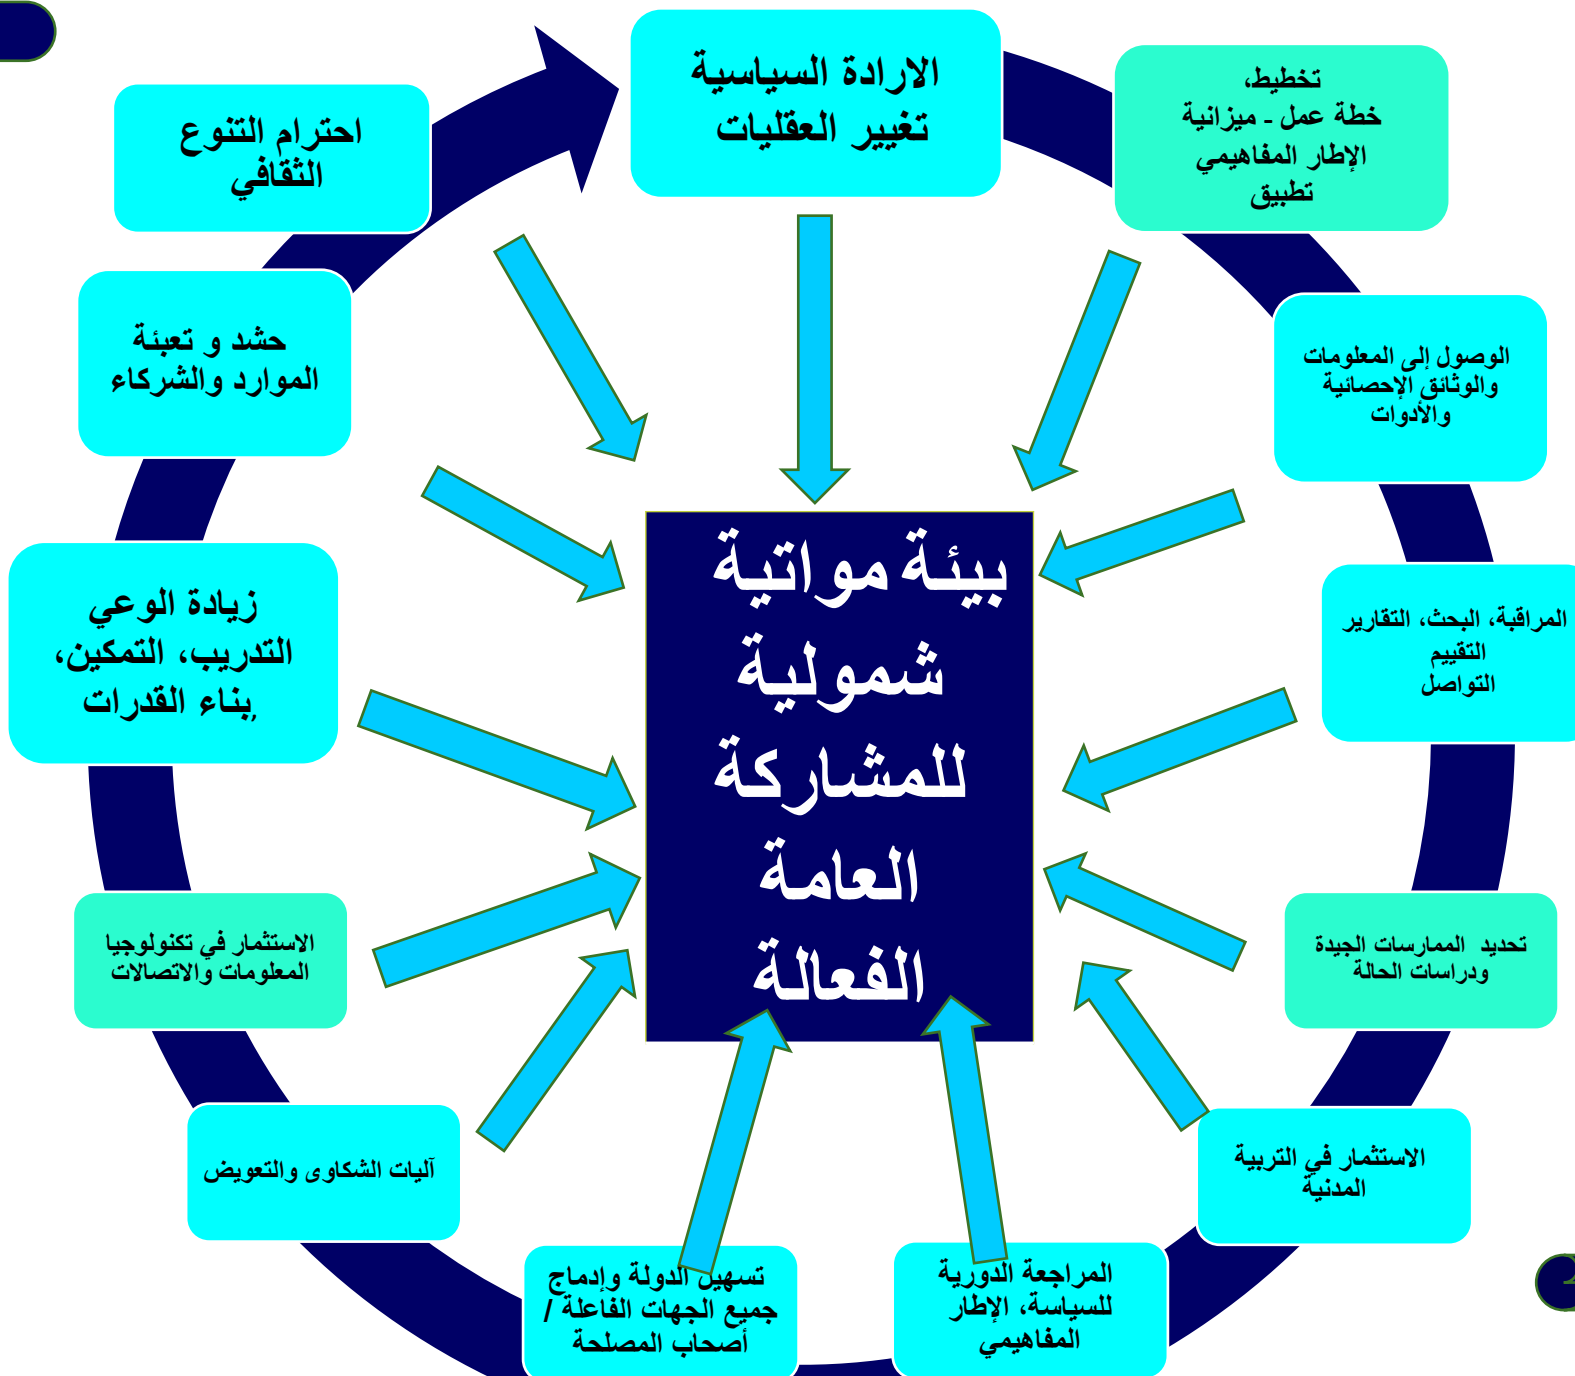 الارادة السياسية
تغيير العقليات
تخطيط،
خطة عمل - ميزانية
الإطار المفاهيمي
تطبيق
الوصول إلى المعلومات
والوثائق الإحصائية
والأدوات
المراقبة، البحث، التقارير
التقييم
التواصل
تحديد الممارسات الجيدة
ودراسات الحالة
الاستثمار في التربية
المدنية
المراجعة الدورية
للسياسة، الإطار
المفاهيمي
تسهيل الدولة وإدماج
جميع الجهات الفاعلة /
أصحاب المصلحة
آليات الشكاوى والتعويض
الاستثمار في تكنولوجيا
المعلومات والاتصالات
زيادة الوعي
التدريب، التمكين،
بناء القدرات,
حشد و تعبئة
الموارد والشركاء
احترام التنوع
الثقافي
بيئة مواتية
شمولية
للمشاركة
العامة
الفعالة